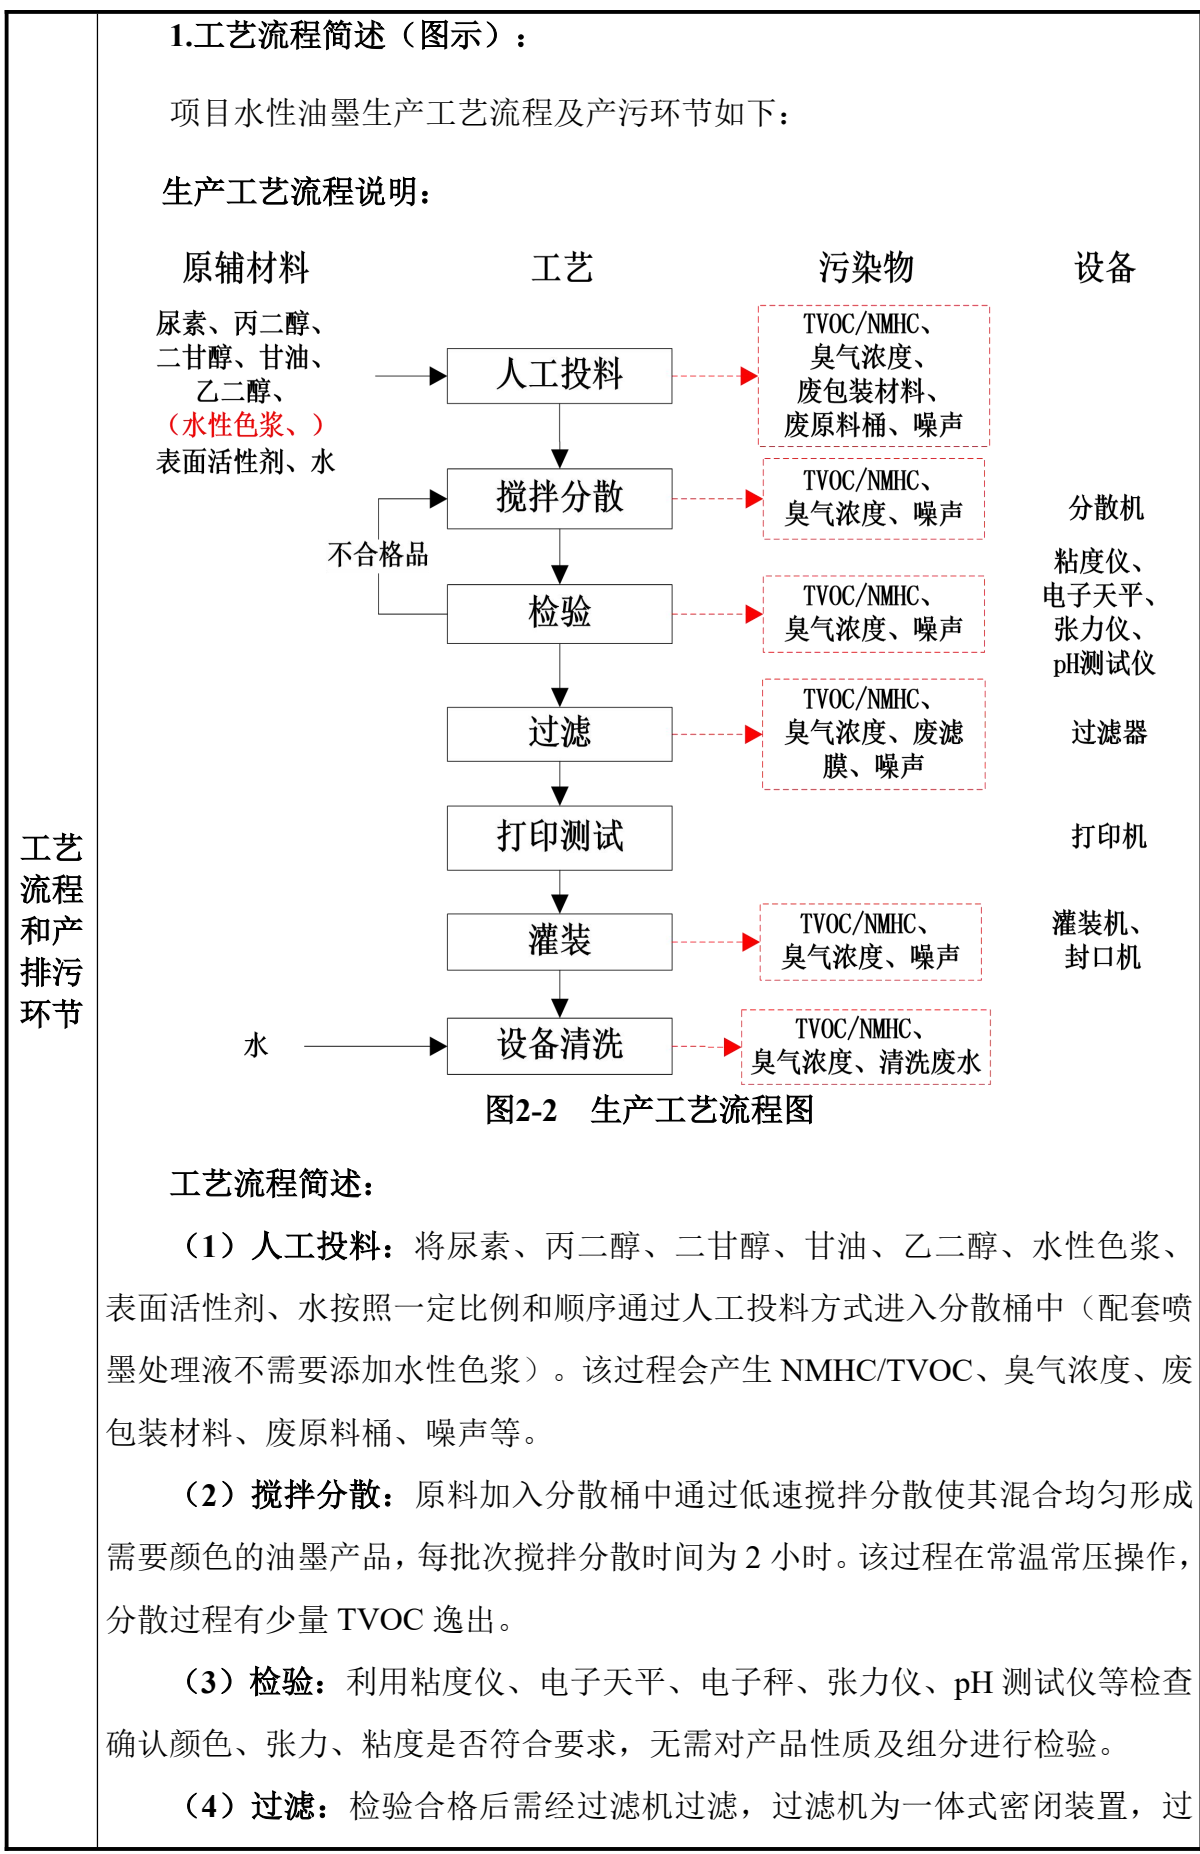 1.工艺流程简述（图示）：
项目水性油墨生产工艺流程及产污环节如下：
生产工艺流程说明：
原辅材料 工艺 污染物 设备
尿素、丙二醇、
二甘醇、甘油、
乙二醇、
（水性色浆、）
表面活性剂、水
人工投料
TVOC/NMHC、
臭气浓度、
废包装材料、
废原料桶、噪声
搅拌分散
TVOC/NMHC、
臭气浓度、噪声
分散机
不合格品
检验
TVOC/NMHC、
臭气浓度、噪声
粘度仪、
电子天平、
张力仪、
pH测试仪
过滤
TVOC/NMHC、
臭气浓度、废滤
膜、噪声
过滤器
打印测试
打印机
灌装
TVOC/NMHC、
臭气浓度、噪声
灌装机、
封口机
水
设备清洗
TVOC/NMHC、
臭气浓度、清洗废水
图2-2 生产工艺流程图
工艺
流程
和产
排污
环节
工艺流程简述：
（1）人工投料：将尿素、丙二醇、二甘醇、甘油、乙二醇、水性色浆、
表面活性剂、水按照一定比例和顺序通过人工投料方式进入分散桶中（配套喷
墨处理液不需要添加水性色浆）。该过程会产生 NMHC/TVOC、臭气浓度、废
包装材料、废原料桶、噪声等。
（2）搅拌分散：原料加入分散桶中通过低速搅拌分散使其混合均匀形成
需要颜色的油墨产品，每批次搅拌分散时间为 2 小时。该过程在常温常压操作，
分散过程有少量 TVOC 逸出。
（3）检验：利用粘度仪、电子天平、电子秤、张力仪、pH 测试仪等检查
确认颜色、张力、粘度是否符合要求，无需对产品性质及组分进行检验。
（4）过滤：检验合格后需经过滤机过滤，过滤机为一体式密闭装置，过